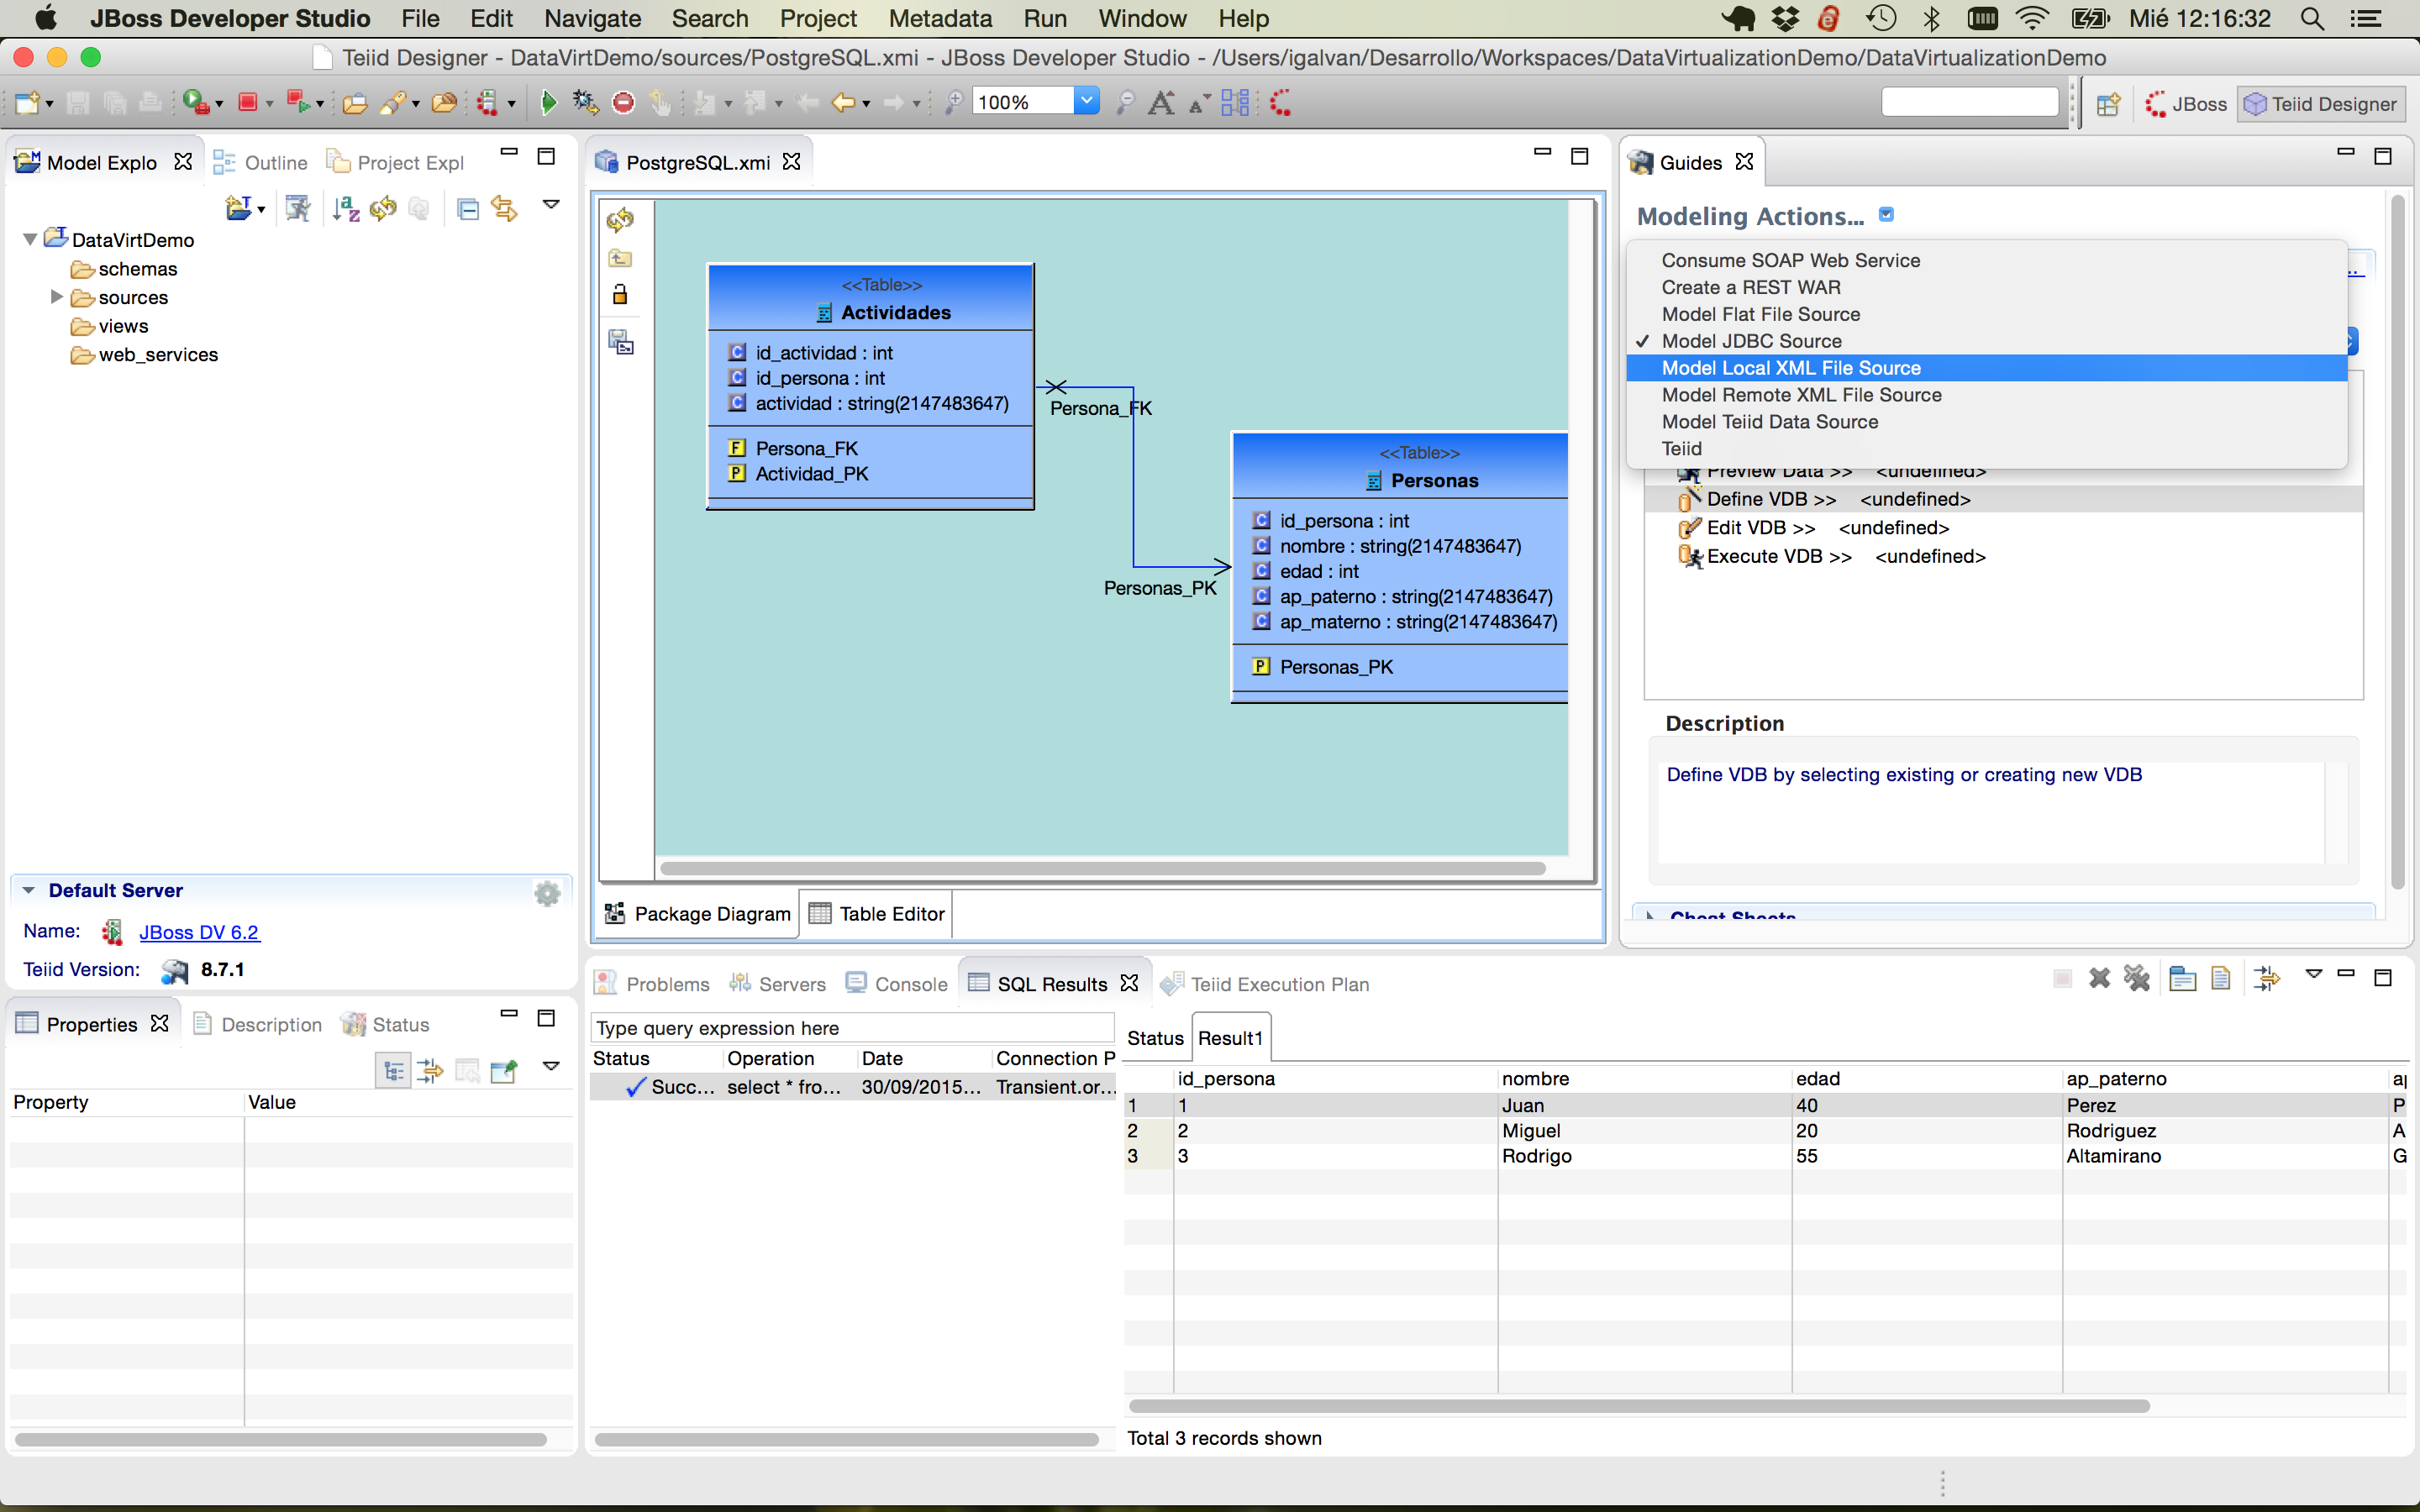 JBoss Developer Studio File Edit Navigate Search Project Metadata Run Window Help Mié 12:16:32
Teiid Designer - DataVirtDemo/sources/PostgreSQL.xmi - JBoss Developer Studio - /Users/igalvan/Desarrollo/Workspaces/DataVirtualizationDemo/DataVirtualizationDemo
100% JBoss Teiid Designer
Model Explo Outline Project Expl
DataVirtDemo
schemas
sources
views
web_services
Default Server
Name: JBoss DV 6.2
Teiid Version: 8.7.1
Properties Description Status
Property Value
PostgreSQL.xmi
<<Table>>
Actividades
id_actividad : int
id_persona : int
actividad : string(2147483647)
Persona_FK
Actividad_PK
Persona_FK
Personas_PK
<<Table>>
Personas
id_persona : int
nombre : string(2147483647)
edad : int
ap_paterno : string(2147483647)
ap_materno : string(2147483647)
Personas_PK
Package Diagram Table Editor
Guides
Modeling Actions...
Consume SOAP Web Service
Create a REST WAR
Model Flat File Source
✓ Model JDBC Source
Model Local XML File Source
Model Remote XML File Source
Model Teiid Data Source
Teiid
Preview Data >> <undefined>
Define VDB >> <undefined>
Edit VDB >> <undefined>
Execute VDB >> <undefined>
Description
Define VDB by selecting existing or creating new VDB
Cheat Sheets
Problems Servers Console SQL Results Teiid Execution Plan
Type query expression here
Status Operation Date Connection P
Succ... select * fro... 30/09/2015... Transient.or...
Status Result1
id_persona nombre edad ap_paterno
1 1 Juan 40 Perez P
2 2 Miguel 20 Rodriguez A
3 3 Rodrigo 55 Altamirano G
Total 3 records shown